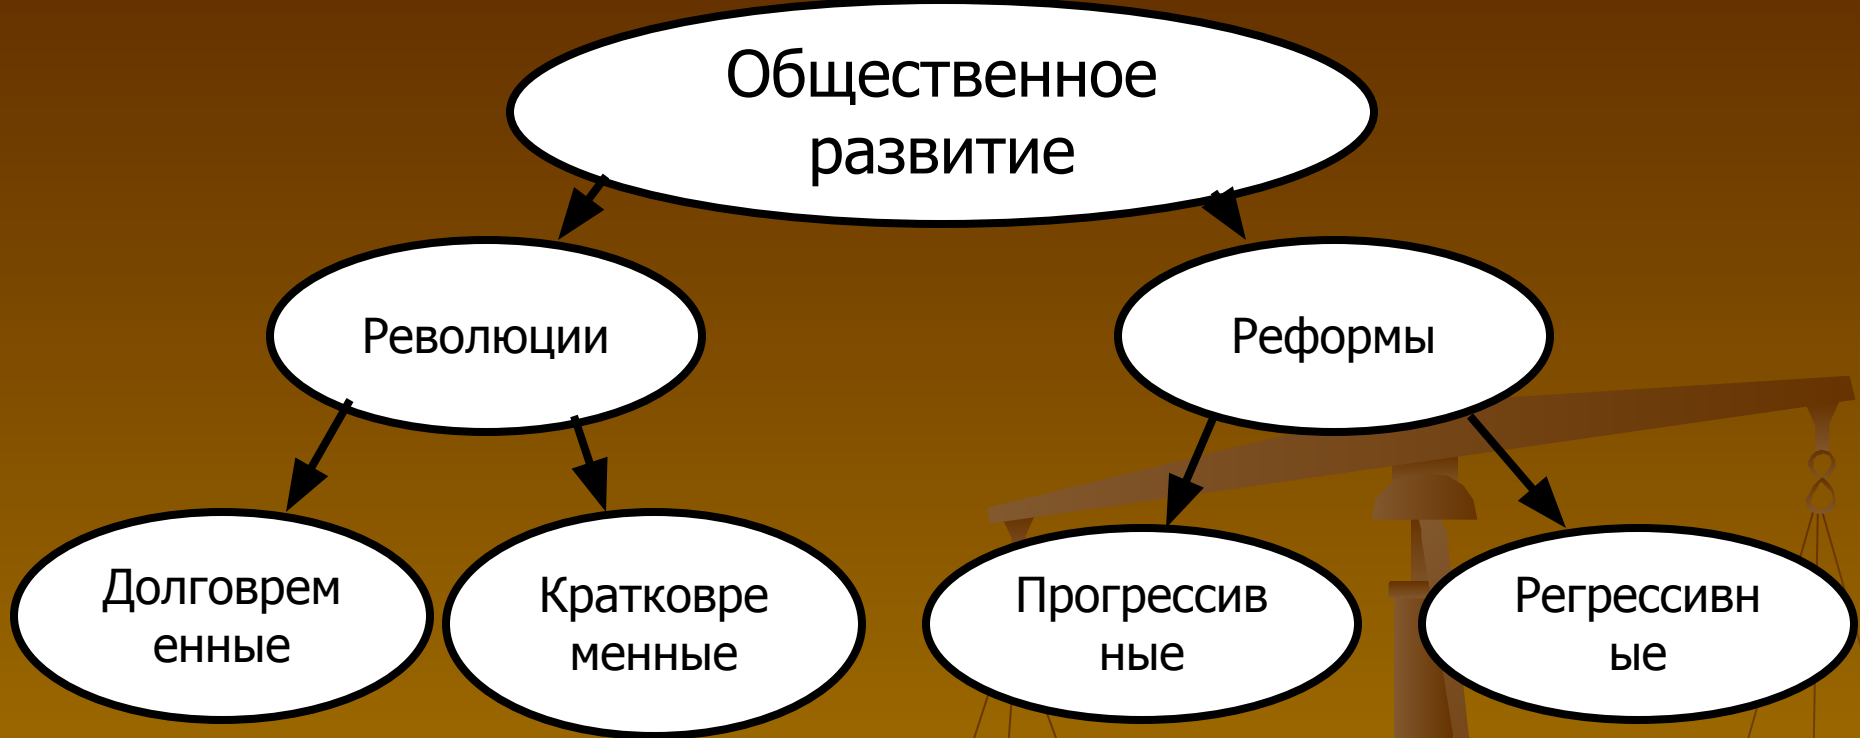 Общественное
развитие
Революции
Реформы
Долговрем
енные
Кратковре
менные
Прогрессив
ные
Регрессивн
ые